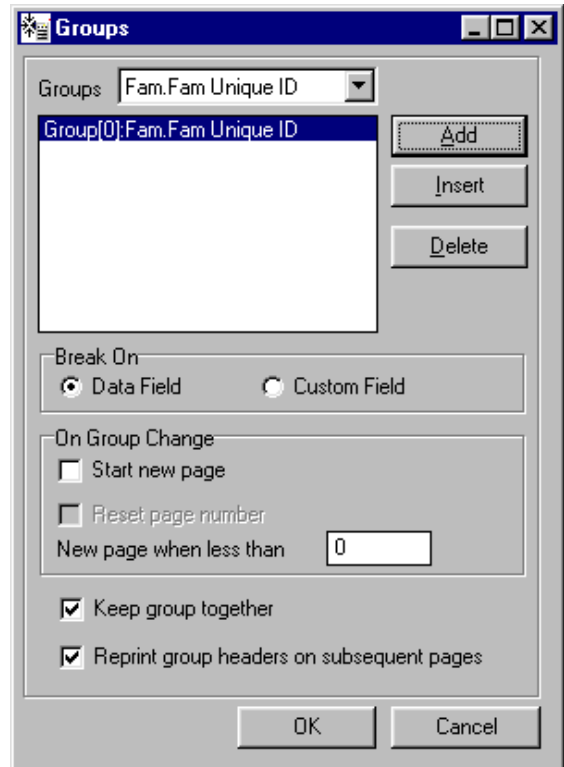 Groups
Groups Fam.Fam Unique ID
Group[0]:Fam.Fam Unique ID
Add
Insert
Delete
Break On
Data Field Custom Field
On Group Change
Start new page
Reset page number
New page when less than 0
Keep group together
Reprint group headers on subsequent pages
OK Cancel